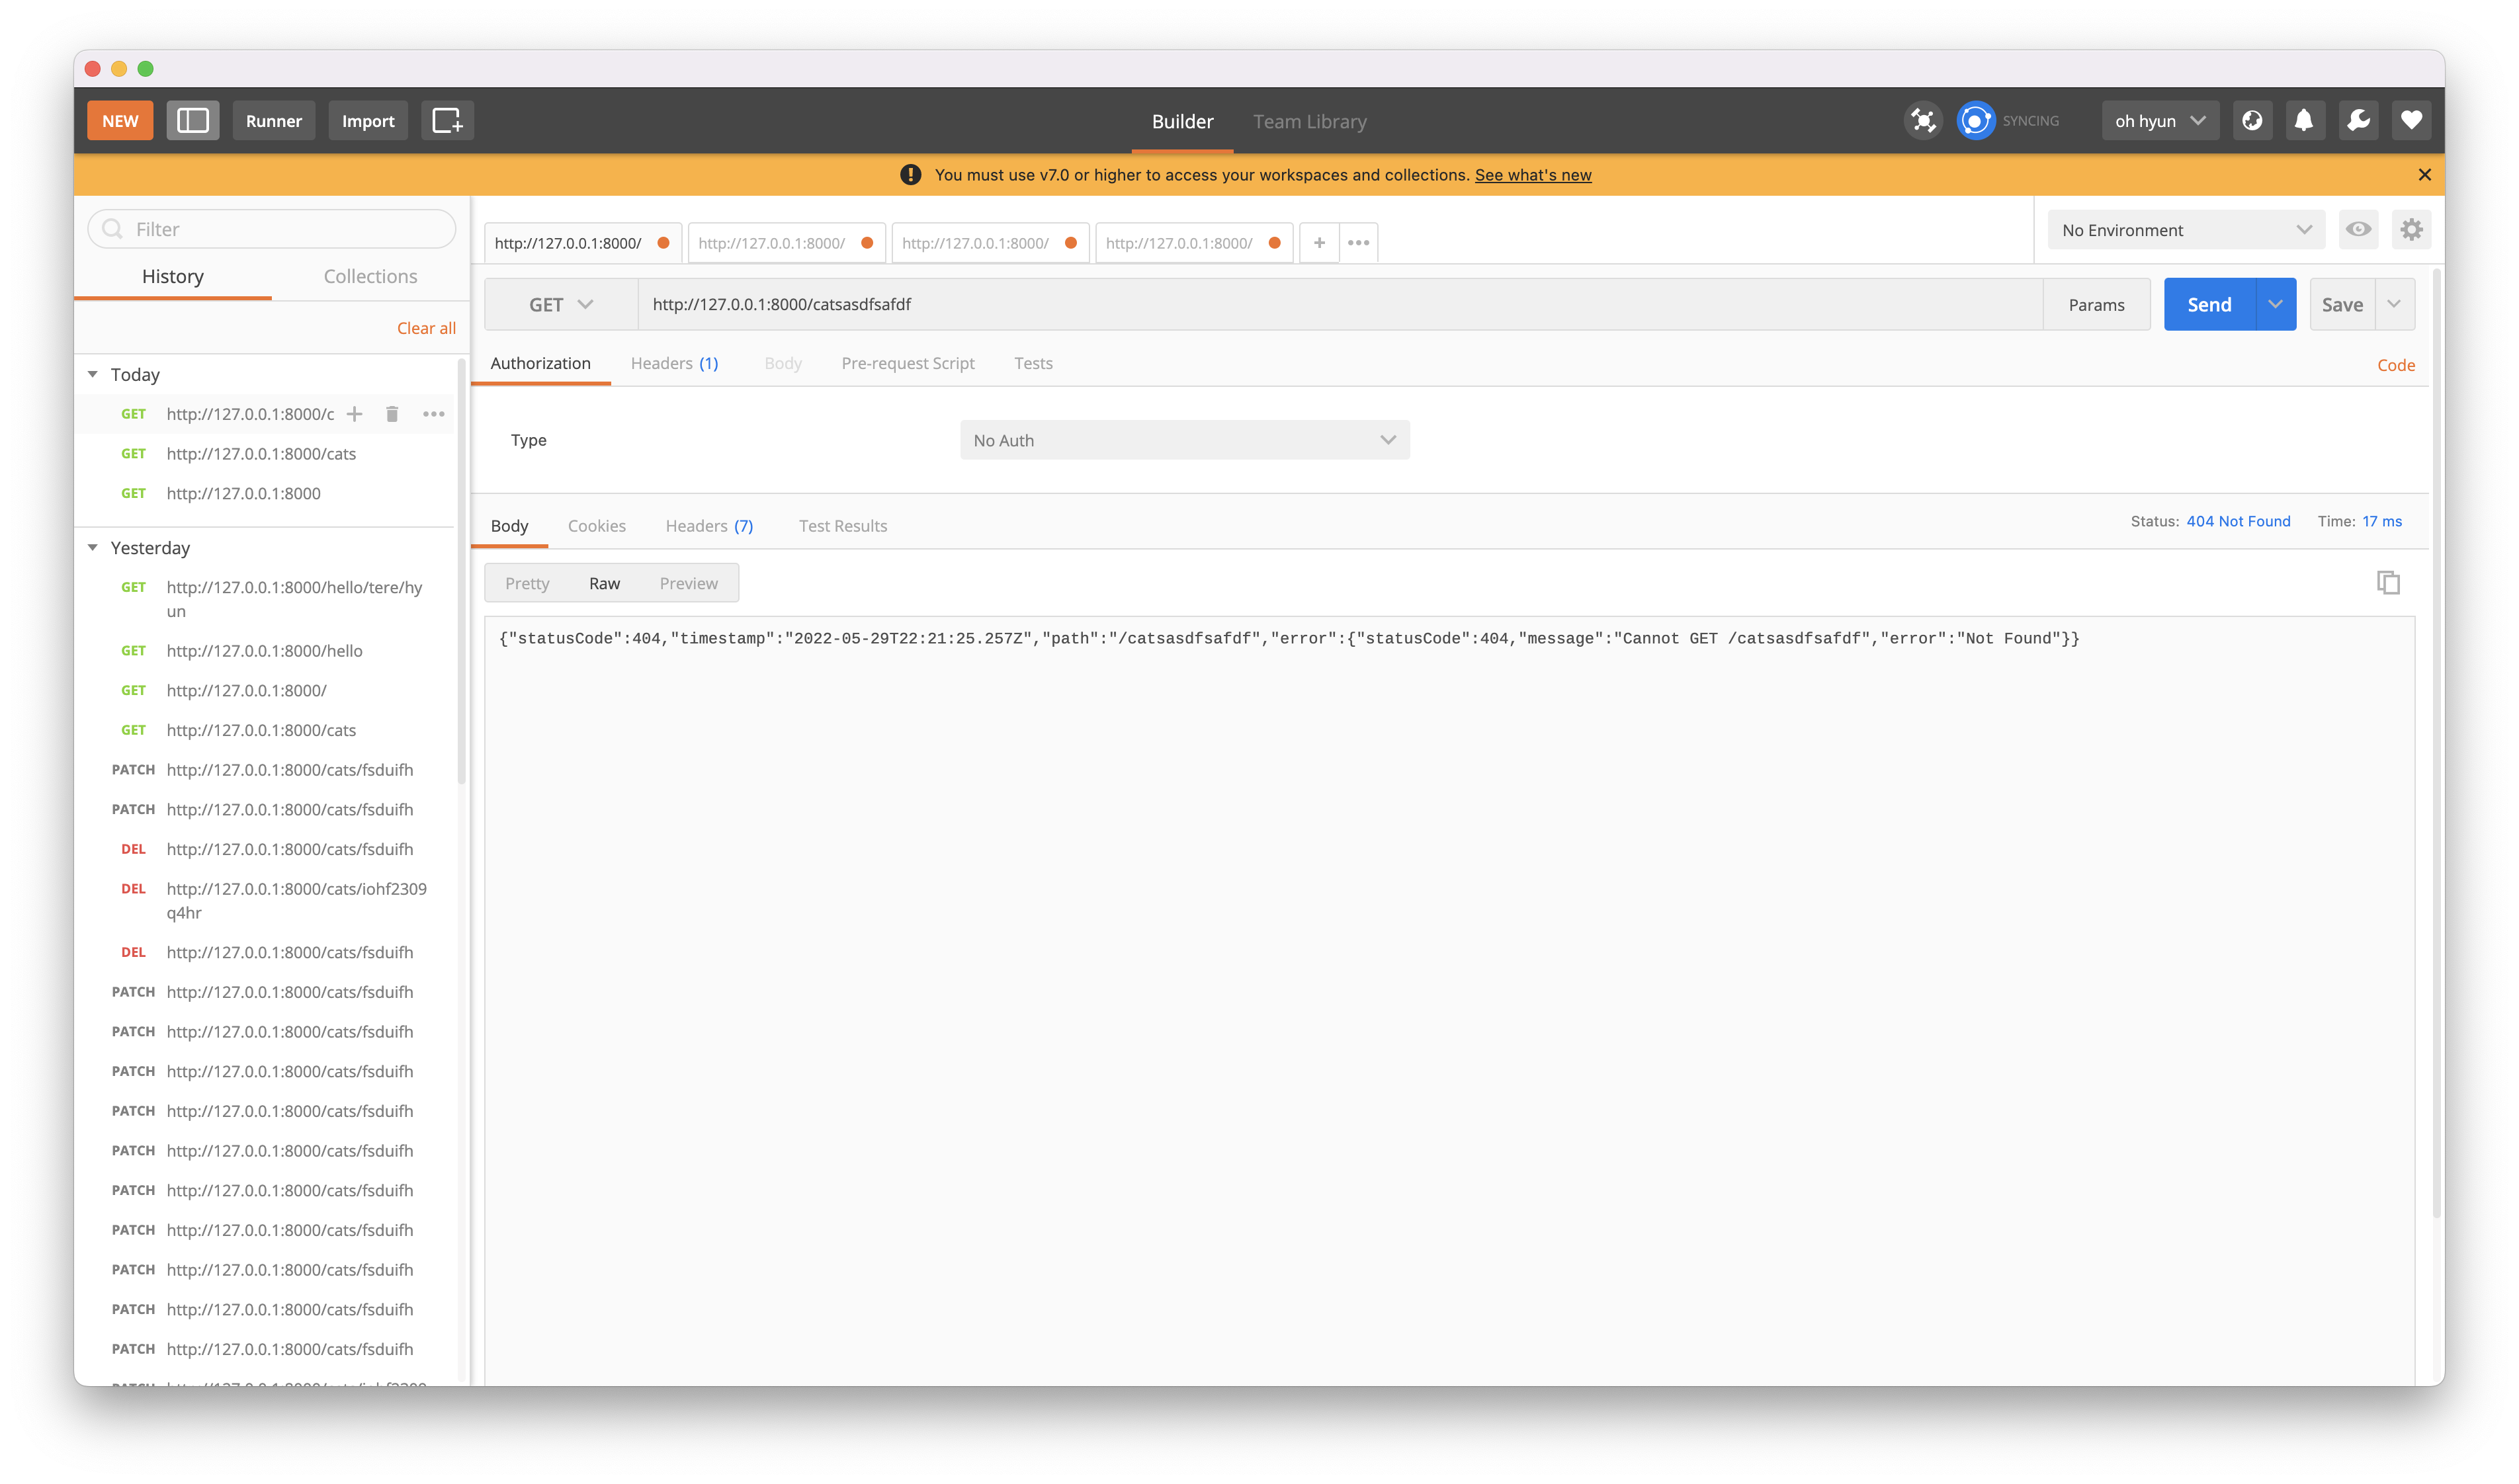 NEW Runner Import Builder Team Library SYNCING oh hyun
You must use v7.0 or higher to access your workspaces and collections. See what's new
Filter
History Collections
Clear all
Today
GET http://127.0.0.1:8000/c
GET http://127.0.0.1:8000/cats
GET http://127.0.0.1:8000
Yesterday
GET http://127.0.0.1:8000/hello/tere/hy
un
GET http://127.0.0.1:8000/hello
GET http://127.0.0.1:8000/
GET http://127.0.0.1:8000/cats
PATCH http://127.0.0.1:8000/cats/fsduifh
PATCH http://127.0.0.1:8000/cats/fsduifh
DEL http://127.0.0.1:8000/cats/fsduifh
DEL http://127.0.0.1:8000/cats/iohf2309
q4hr
DEL http://127.0.0.1:8000/cats/fsduifh
PATCH http://127.0.0.1:8000/cats/fsduifh
PATCH http://127.0.0.1:8000/cats/fsduifh
PATCH http://127.0.0.1:8000/cats/fsduifh
PATCH http://127.0.0.1:8000/cats/fsduifh
PATCH http://127.0.0.1:8000/cats/fsduifh
PATCH http://127.0.0.1:8000/cats/fsduifh
PATCH http://127.0.0.1:8000/cats/fsduifh
PATCH http://127.0.0.1:8000/cats/fsduifh
PATCH http://127.0.0.1:8000/cats/fsduifh
PATCH http://127.0.0.1:8000/cats/fsduifh
http://127.0.0.1:8000/ http://127.0.0.1:8000/ http://127.0.0.1:8000/ http://127.0.0.1:8000/ No Environment
GET http://127.0.0.1:8000/catsasdfsafdf Params Send Save
Authorization Headers (1) Body Pre-request Script Tests Code
Type No Auth
Body Cookies Headers (7) Test Results Status: 404 Not Found Time: 17 ms
Pretty Raw Preview
{"statusCode":404,"timestamp":"2022-05-29T22:21:25.257Z","path":"/catsasdfsafdf","error":{"statusCode":404,"message":"Cannot GET /catsasdfsafdf","error":"Not Found"}}